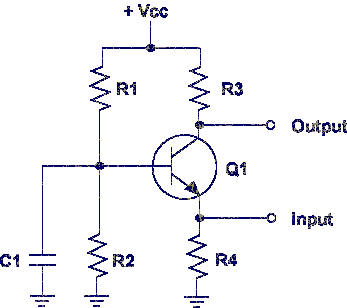 + Vcc
R1
R3
Output
Q1
Input
C1
R2
R4